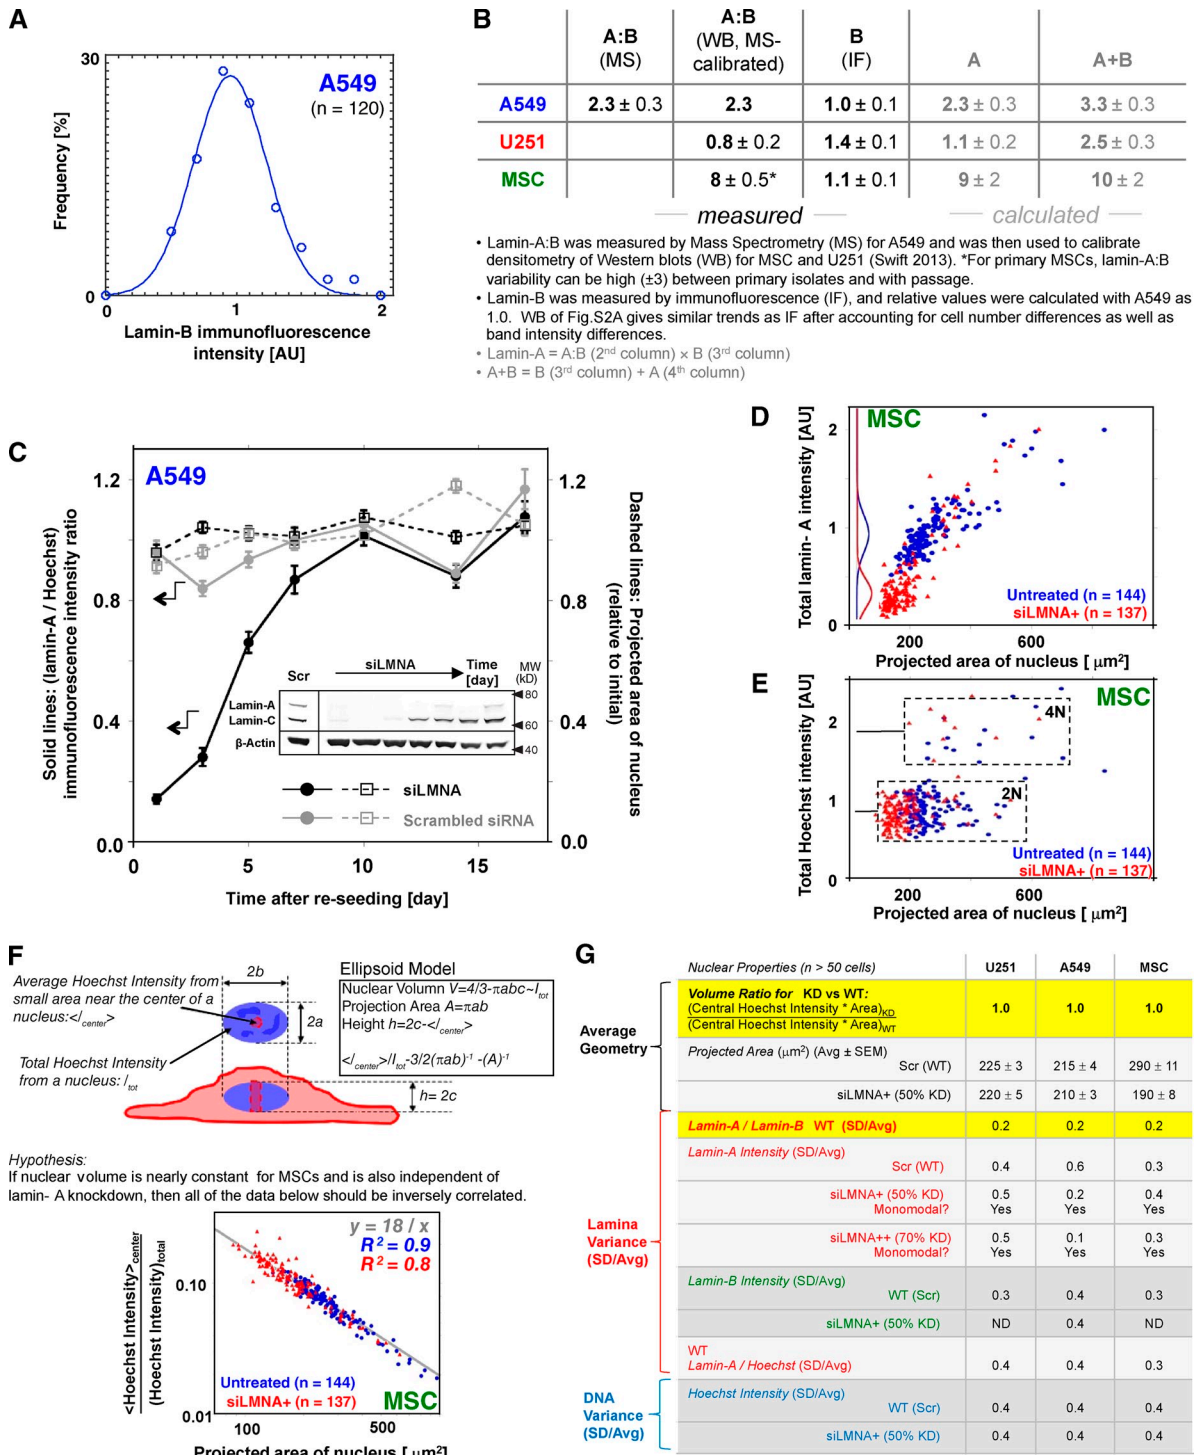 A
30
A549
(n = 120)
Frequency [%]
0
0
1
2
Lamin-B immunofluorescence
intensity [AU]
B
A:B
(MS)
A:B
(WB, MS-
calibrated)
B
(IF)
A
A+B
A549 2.3 ± 0.3 2.3 1.0 ± 0.1 2.3 ± 0.3 3.3 ± 0.3
U251 0.8 ± 0.2 1.4 ± 0.1 1.1 ± 0.2 2.5 ± 0.3
MSC 8 ± 0.5* 1.1 ± 0.1 9 ± 2 10 ± 2
measured calculated
• Lamin-A:B was measured by Mass Spectrometry (MS) for A549 and was then used to calibrate
densitometry of Western blots (WB) for MSC and U251 (Swift 2013). *For primary MSCs, lamin-A:B
variability can be high (±3) between primary isolates and with passage.
• Lamin-B was measured by immunofluorescence (IF), and relative values were calculated with A549 as
1.0. WB of Fig.S2A gives similar trends as IF after accounting for cell number differences as well as
band intensity differences.
• Lamin-A = A:B (2nd column) × B (3rd column)
• A+B = B (3rd column) + A (4th column)
C
A549
1.2
0.8
0.4
0.0
1.2
0.8
0.4
0.0
Solid lines: (lamin-A / Hoechst)
immunofluorescence intensity ratio
Dashed lines: Projected area of nucleus
(relative to initial)
Scr
siLMNA
Time
[day]
MW
(kD)
Lamin-A
Lamin-C
β-Actin
80
60
40
siLMNA
Scrambled siRNA
0 5 10 15
Time after re-seeding [day]
D
MSC
Total lamin- A intensity [AU]
2
1
0
Untreated (n = 144)
siLMNA+ (n = 137)
200 600
Projected area of nucleus [ μm2]
E
MSC
Total Hoechst intensity [AU]
2
1
0
4N
2N
Untreated (n = 144)
siLMNA+ (n = 137)
200 600
Projected area of nucleus [ μm2]
F
Average Hoechst Intensity from
small area near the center of a
nucleus:</center>
Total Hoechst Intensity
from a nucleus: Itot
2b
2a
h= 2c
Ellipsoid Model
Nuclear Volumn V=4/3-πabc~Itot
Projection Area A=πab
Height h=2c-</center>
</center>/Itot-3/2(πab)-1 -(A)-1
Hypothesis:
If nuclear volume is nearly constant for MSCs and is also independent of
lamin- A knockdown, then all of the data below should be inversely correlated.
<Hoechst Intensity>center
(Hoechst Intensity)total
0.10
0.01
y = 18 / x
R2 = 0.9
R2 = 0.8
Untreated (n = 144)
siLMNA+ (n = 137)
MSC
100 500
Projected area of nucleus [ μm2]
G
Nuclear Properties (n > 50 cells) U251 A549 MSC
Average
Geometry
Volume Ratio for KD vs WT:
(Central Hoechst Intensity * Area)KD
(Central Hoechst Intensity * Area)WT
1.0 1.0 1.0
Projected Area (μm2) (Avg ± SEM)
Scr (WT) 225 ± 3 215 ± 4 290 ± 11
siLMNA+ (50% KD) 220 ± 5 210 ± 3 190 ± 8
Lamina
Variance
(SD/Avg)
Lamin-A / Lamin-B WT (SD/Avg) 0.2 0.2 0.2
Lamin-A Intensity (SD/Avg)
Scr (WT) 0.4 0.6 0.3
siLMNA+ (50% KD) 0.5 0.2 0.4
Monomodal? Yes Yes Yes
siLMNA++ (70% KD) 0.5 0.1 0.3
Monomodal? Yes Yes Yes
Lamin-B Intensity (SD/Avg)
WT (Scr) 0.3 0.4 0.3
siLMNA+ (50% KD) ND 0.4 ND
WT
Lamin-A / Hoechst (SD/Avg) 0.4 0.4 0.3
DNA
Variance
(SD/Avg)
Hoechst Intensity (SD/Avg)
WT (Scr) 0.4 0.4 0.4
siLMNA+ (50% KD) 0.4 0.4 0.4